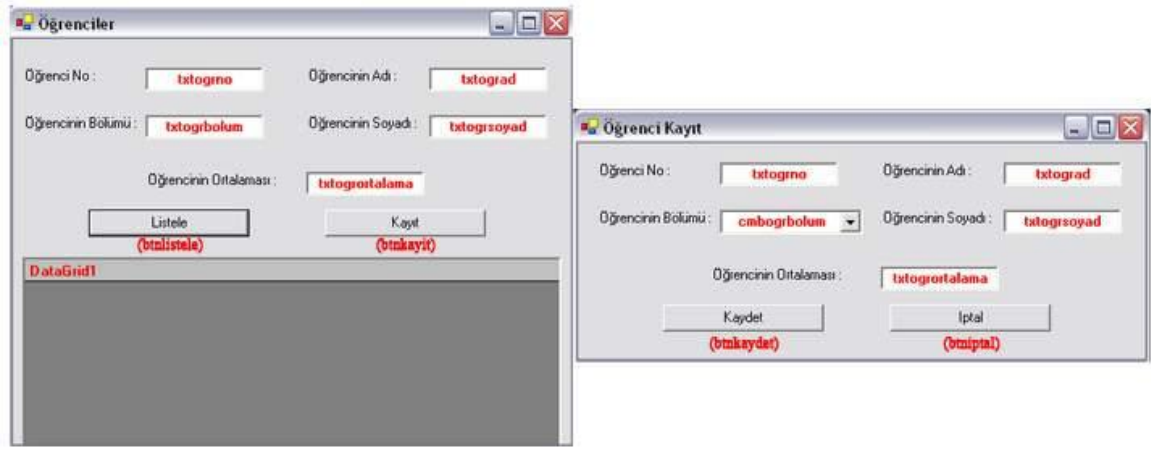 Öğrenciler
Öğrenci No : txtogrno Öğrencinin Adı : txtograd
Öğrencinin Bölümü : txtogrbolum Öğrencinin Soyadı : txtogrsoyad
Öğrencinin Ortalaması : txtogrortalama
Listele Kayıt
(btnlistele) (btnkayit)
DataGrid1
Öğrenci Kayıt
Öğrenci No : txtogrno Öğrencinin Adı : txtograd
Öğrencinin Bölümü : cmbogrbolum Öğrencinin Soyadı : txtogrsoyad
Öğrencinin Ortalaması : txtogrortalama
Kaydet Iptal
(btnkaydet) (btniptal)